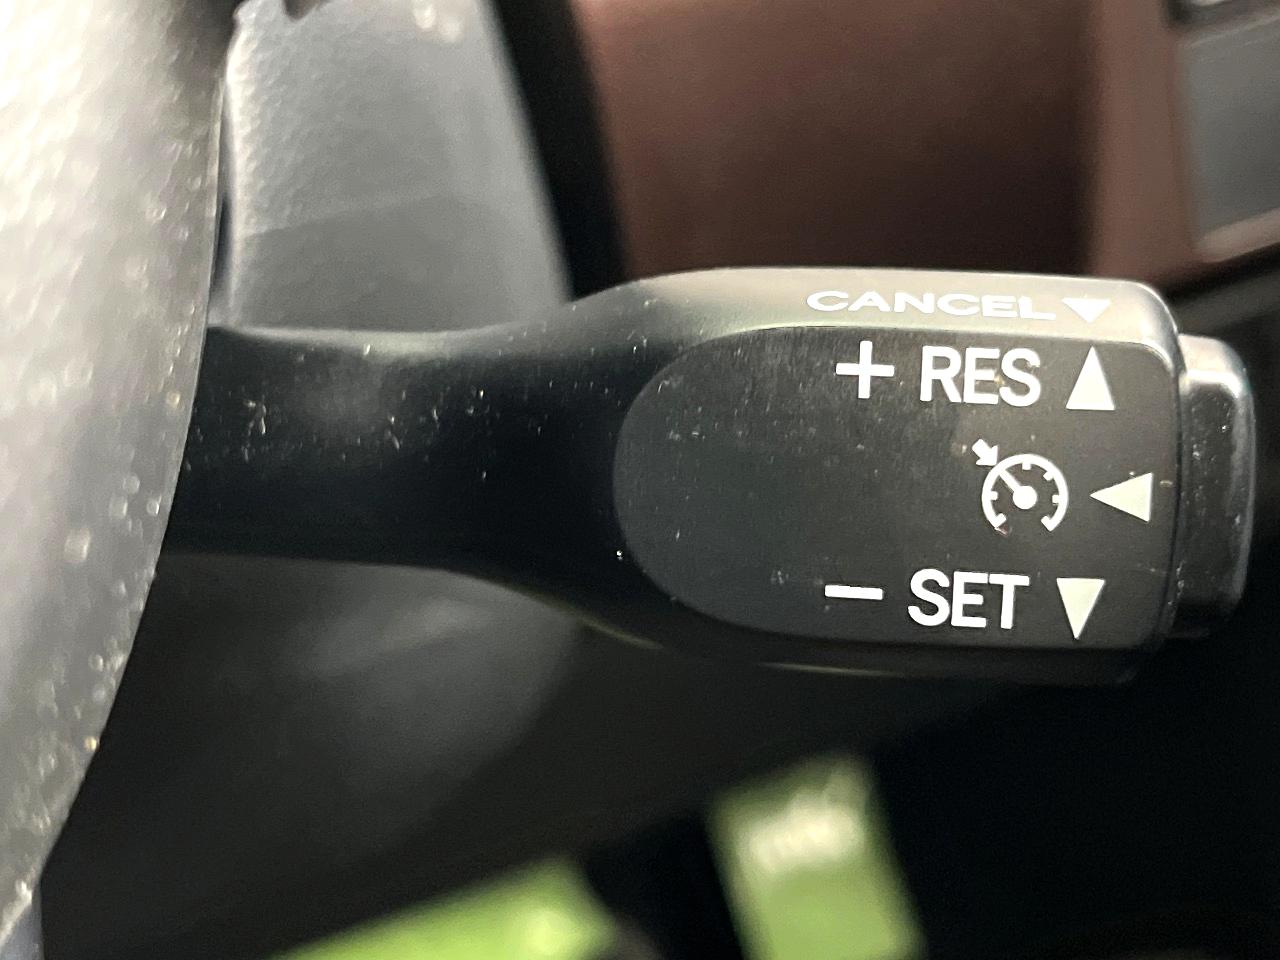 CANCEL ▼
+ RES ▲
◀
− SET ▼